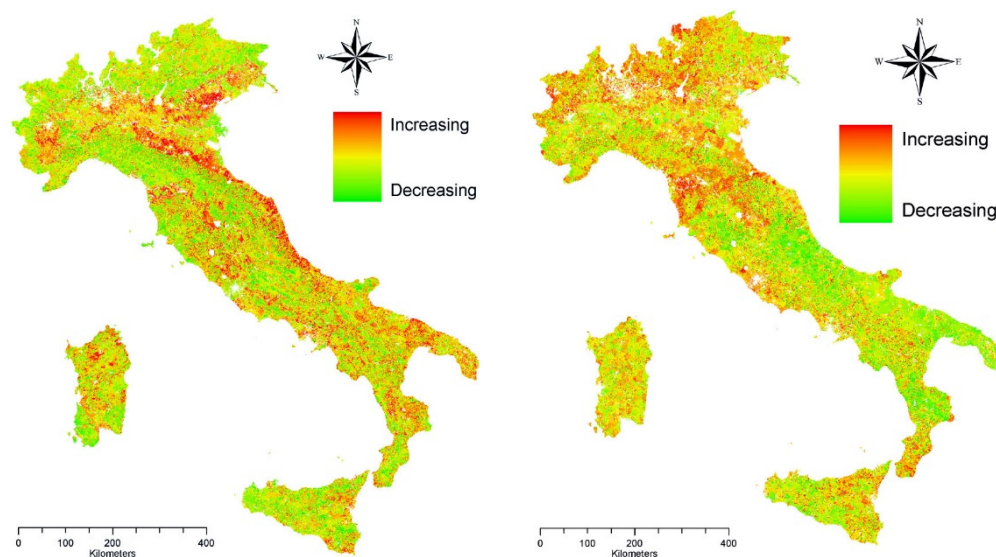 N
W E
S
Increasing
Decreasing
0 100 200 400
Kilometers
N
W E
S
Increasing
Decreasing
0 100 200 400
Kilometers